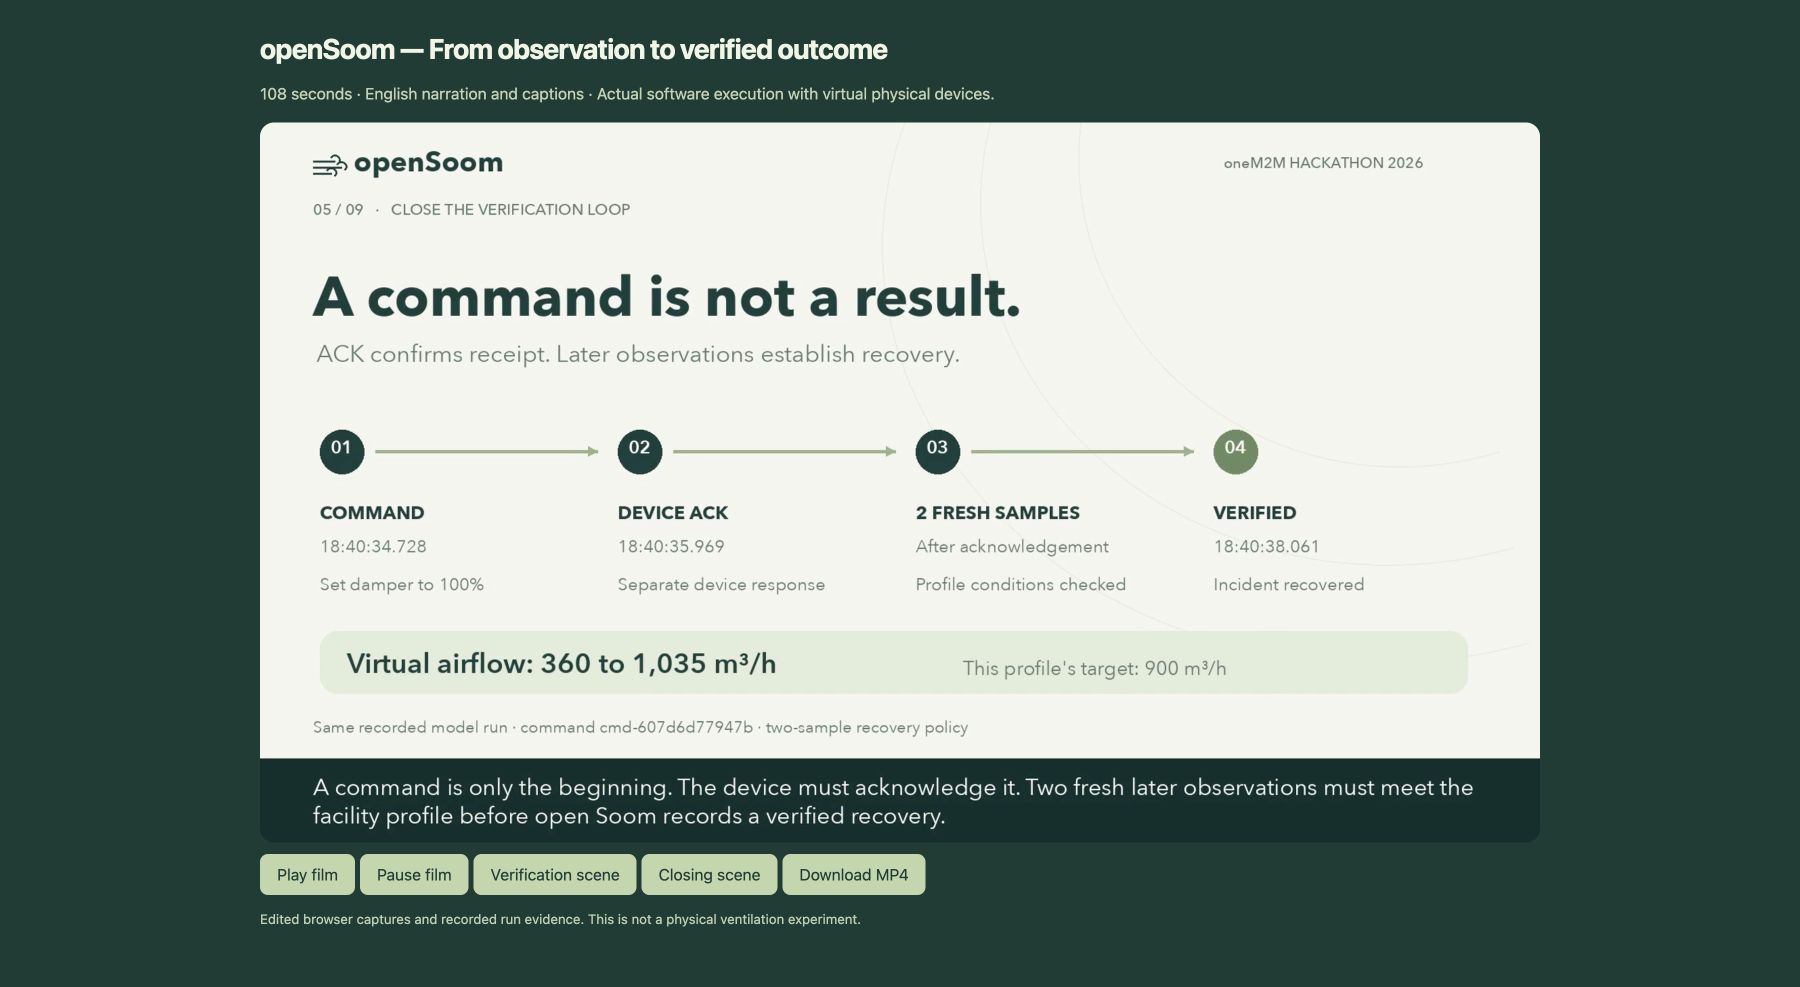 openSoom — From observation to verified outcome
108 seconds · English narration and captions · Actual software execution with virtual physical devices.
openSoom
oneM2M HACKATHON 2026
05 / 09 · CLOSE THE VERIFICATION LOOP
A command is not a result.
ACK confirms receipt. Later observations establish recovery.
01
02
03
04
COMMAND
18:40:34.728
Set damper to 100%
DEVICE ACK
18:40:35.969
Separate device response
2 FRESH SAMPLES
After acknowledgement
Profile conditions checked
VERIFIED
18:40:38.061
Incident recovered
Virtual airflow: 360 to 1,035 m³/h
This profile's target: 900 m³/h
Same recorded model run · command cmd-607d6d77947b · two-sample recovery policy
A command is only the beginning. The device must acknowledge it. Two fresh later observations must meet the
facility profile before open Soom records a verified recovery.
Play film
Pause film
Verification scene
Closing scene
Download MP4
Edited browser captures and recorded run evidence. This is not a physical ventilation experiment.